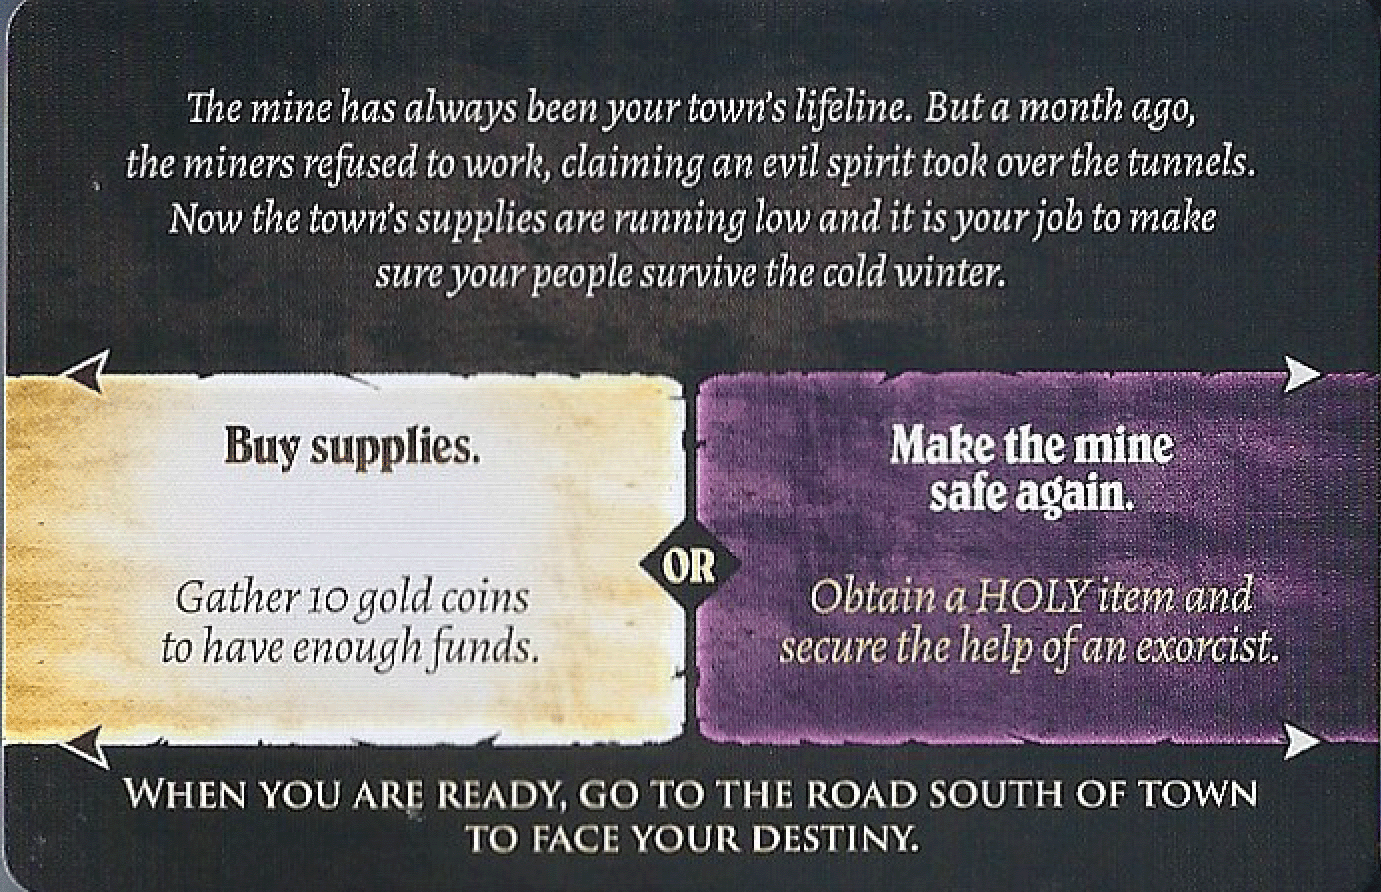 The mine has always been your town's lifeline. But a month ago,
the miners refused to work, claiming an evil spirit took over the tunnels.
Now the town's supplies are running low and it is your job to make
sure your people survive the cold winter.
Buy supplies.
Gather 10 gold coins
to have enough funds.
OR
Make the mine
safe again.
Obtain a HOLY item and
secure the help of an exorcist.
WHEN YOU ARE READY, GO TO THE ROAD SOUTH OF TOWN
TO FACE YOUR DESTINY.